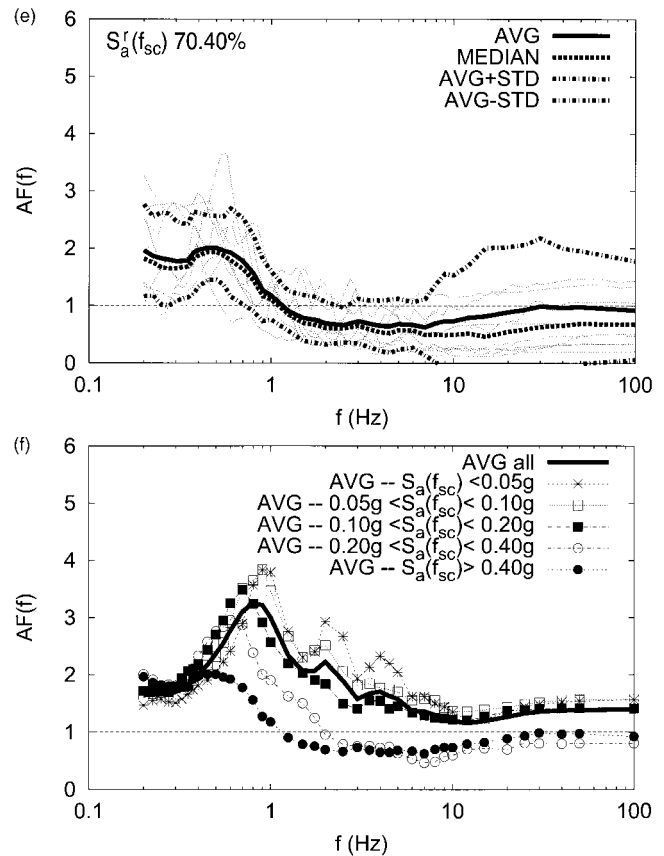 (e)
S_a^r(f_sc) 70.40%
AVG
MEDIAN
AVG+STD
AVG-STD
6
5
4
3
2
1
0
AF(f)
0.1 1 10 100
f (Hz)
(f)
AVG all
AVG -- S_a(f_sc) <0.05g
AVG -- 0.05g <S_a(f_sc)< 0.10g
AVG -- 0.10g <S_a(f_sc)< 0.20g
AVG -- 0.20g <S_a(f_sc)< 0.40g
AVG -- S_a(f_sc)> 0.40g
6
5
4
3
2
1
0
AF(f)
0.1 1 10 100
f (Hz)